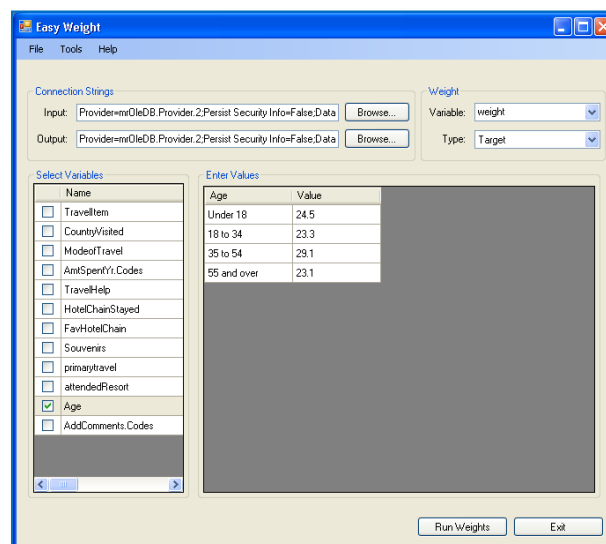 Easy Weight
File Tools Help
Connection Strings
Input: Provider=mrOleDB.Provider.2;Persist Security Info=False;Data Browse...
Output: Provider=mrOleDB.Provider.2;Persist Security Info=False;Data Browse...
Weight
Variable: weight
Type: Target
Select Variables
Name
TravelItem
CountryVisited
ModeofTravel
AmtSpentYr.Codes
TravelHelp
HotelChainStayed
FavHotelChain
Souvenirs
primarytravel
attendedResort
Age
AddComments.Codes
Enter Values
Age Value
Under 18 24.5
18 to 34 23.3
35 to 54 29.1
55 and over 23.1
Run Weights Exit